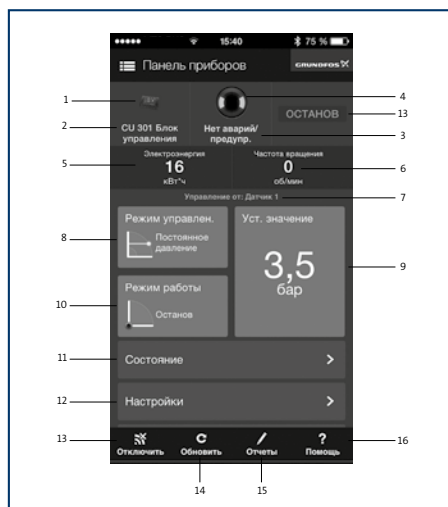 15:40
75 %
Панель приборов
GRUNDFOS
1
4
ОСТАНОВ
13
2
CU 301 Блок управления
Нет аварий/предупр.
3
5
Электроэнергия
16
кВт*ч
Частота вращения
0
об/мин
6
Управление от: Датчик 1
7
8
Режим управлен.
Постоянное давление
Уст. значение
3,5
бар
9
10
Режим работы
Останов
11
Состояние
12
Настройки
13
Отключить
Обновить
Отчеты
?
Помощь
16
14
15